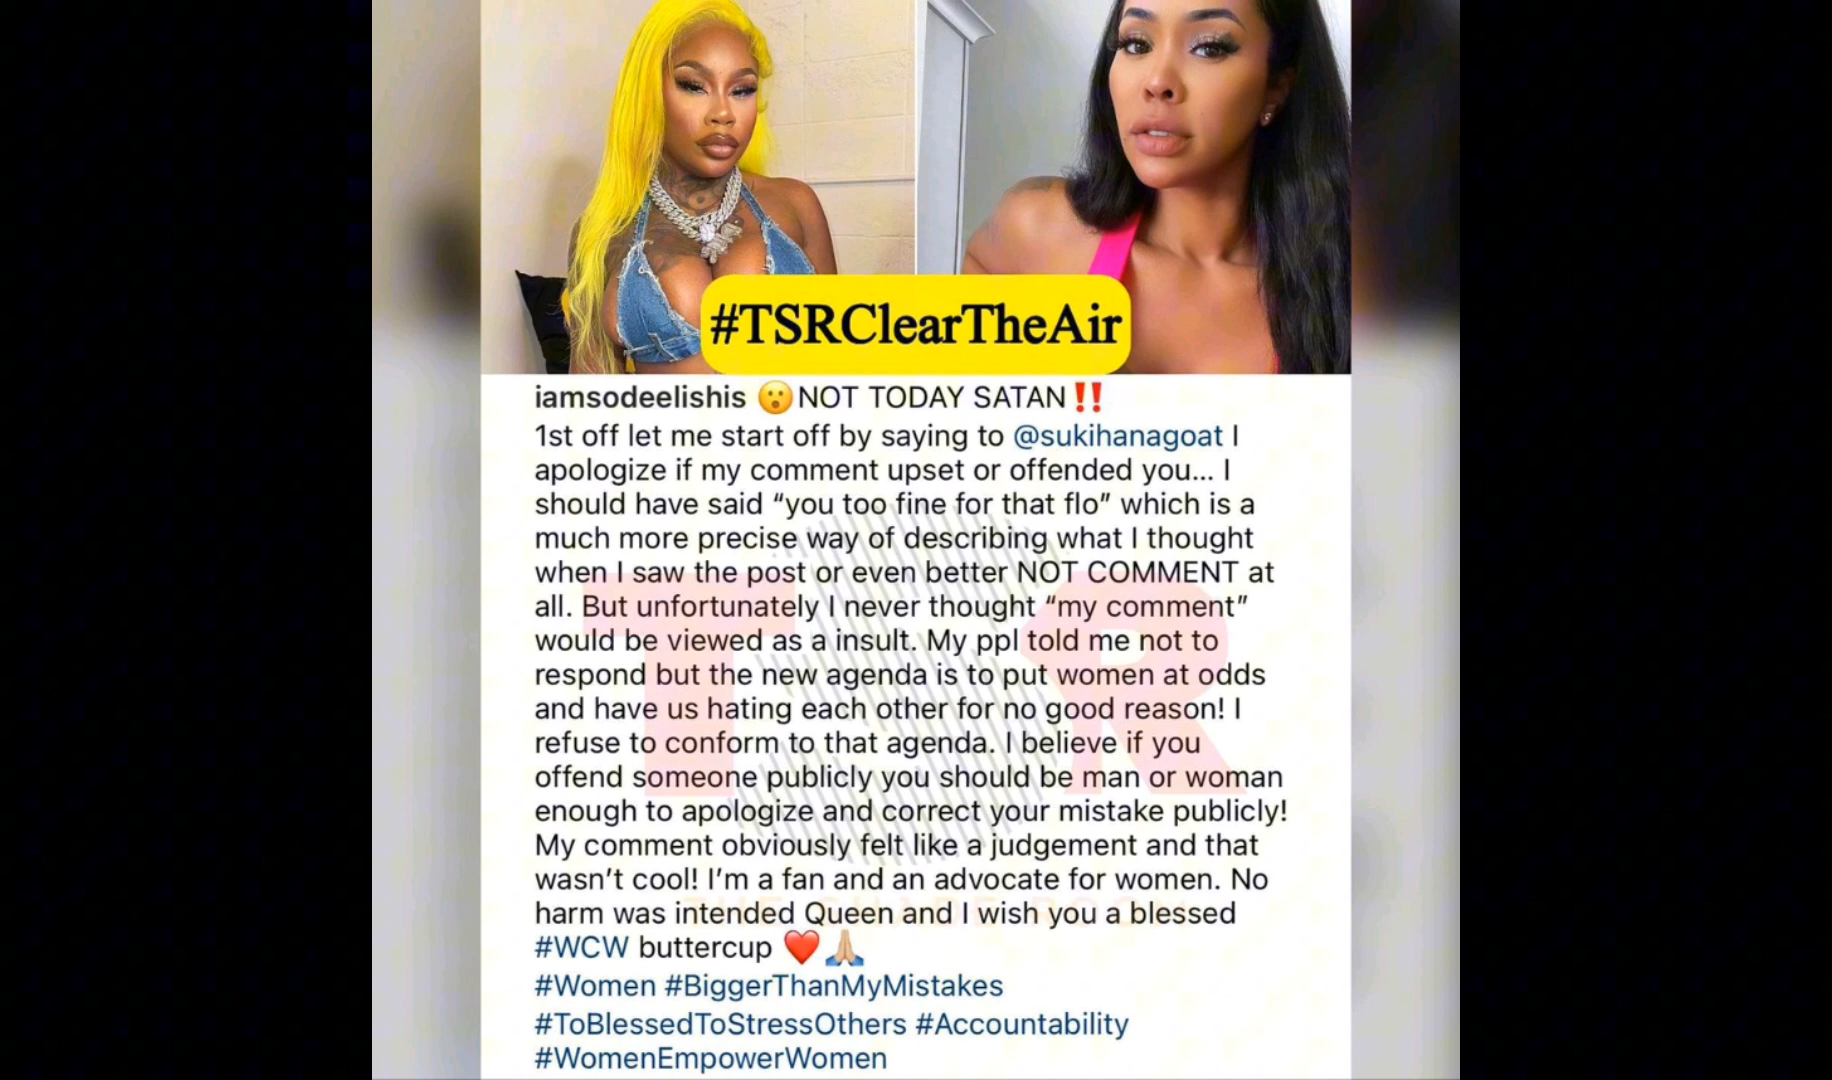 #TSRClearTheAir
iamsodeelishis 😮NOT TODAY SATAN‼️
1st off let me start off by saying to @sukihanagoat I
apologize if my comment upset or offended you... I
should have said “you too fine for that flo” which is a
much more precise way of describing what I thought
when I saw the post or even better NOT COMMENT at
all. But unfortunately I never thought “my comment”
would be viewed as a insult. My ppl told me not to
respond but the new agenda is to put women at odds
and have us hating each other for no good reason! I
refuse to conform to that agenda. I believe if you
offend someone publicly you should be man or woman
enough to apologize and correct your mistake publicly!
My comment obviously felt like a judgement and that
wasn’t cool! I’m a fan and an advocate for women. No
harm was intended Queen and I wish you a blessed
#WCW buttercup ❤️🙏🏼
#Women #BiggerThanMyMistakes
#ToBlessedToStressOthers #Accountability
#WomenEmpowerWomen
TSR